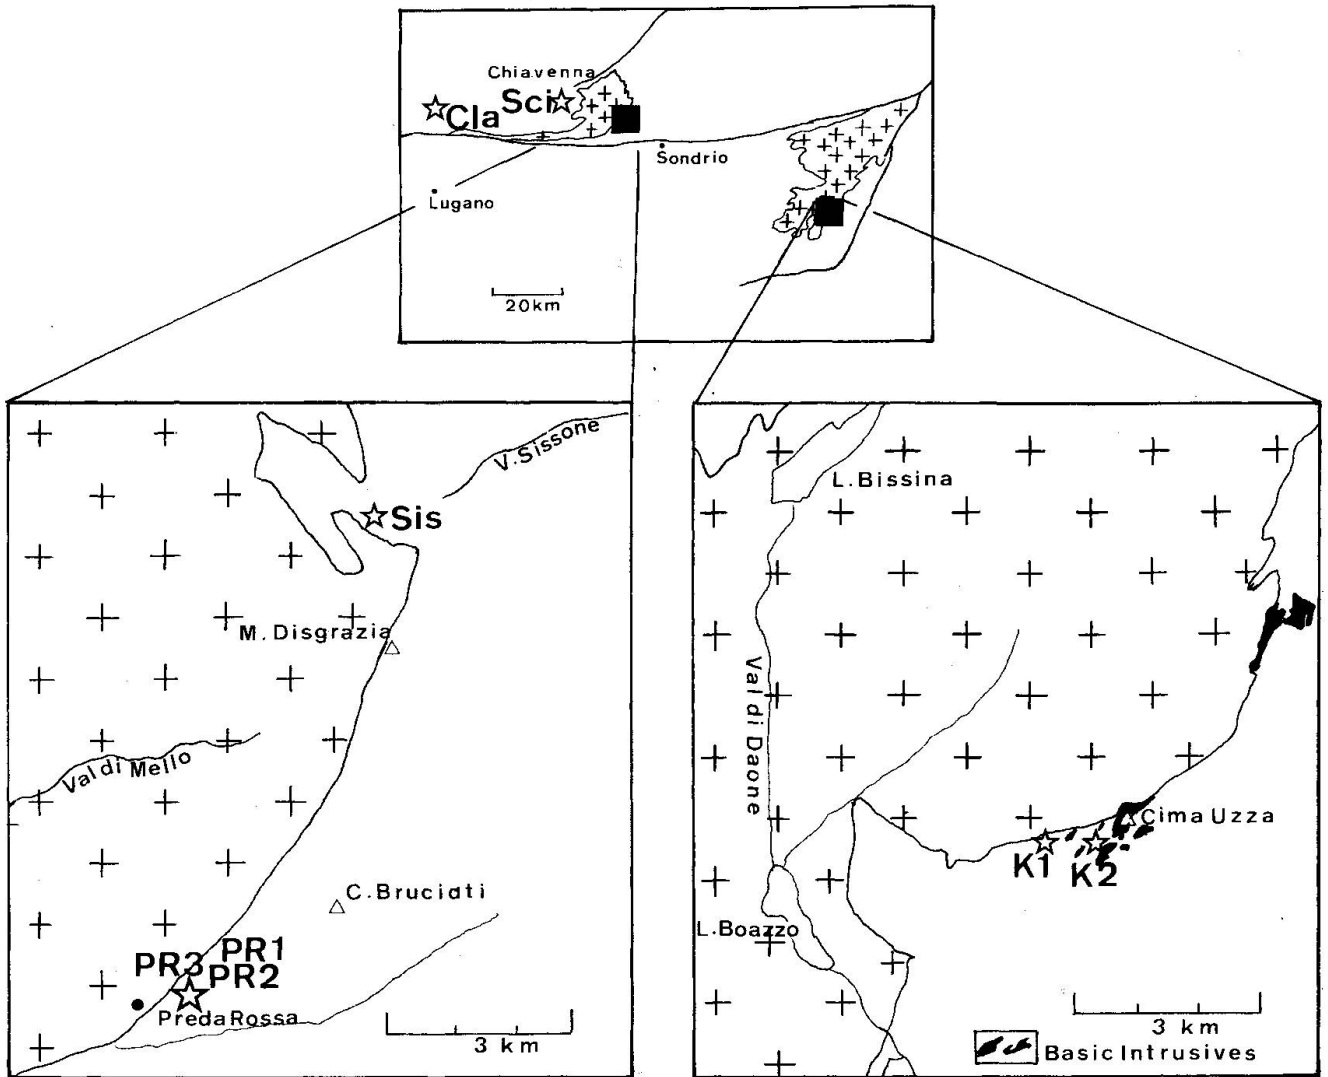 Chiavenna
Cla
Sci
Sondrio
Lugano
20km
V. Sissone
Sis
M. Disgrazia
Val di Mello
C. Bruciati
PR1
PR3
PR2
Preda Rossa
3 km
L. Bissina
Val di Daone
Cima Uzza
K1
K2
L. Boazzo
3 km
Basic Intrusives